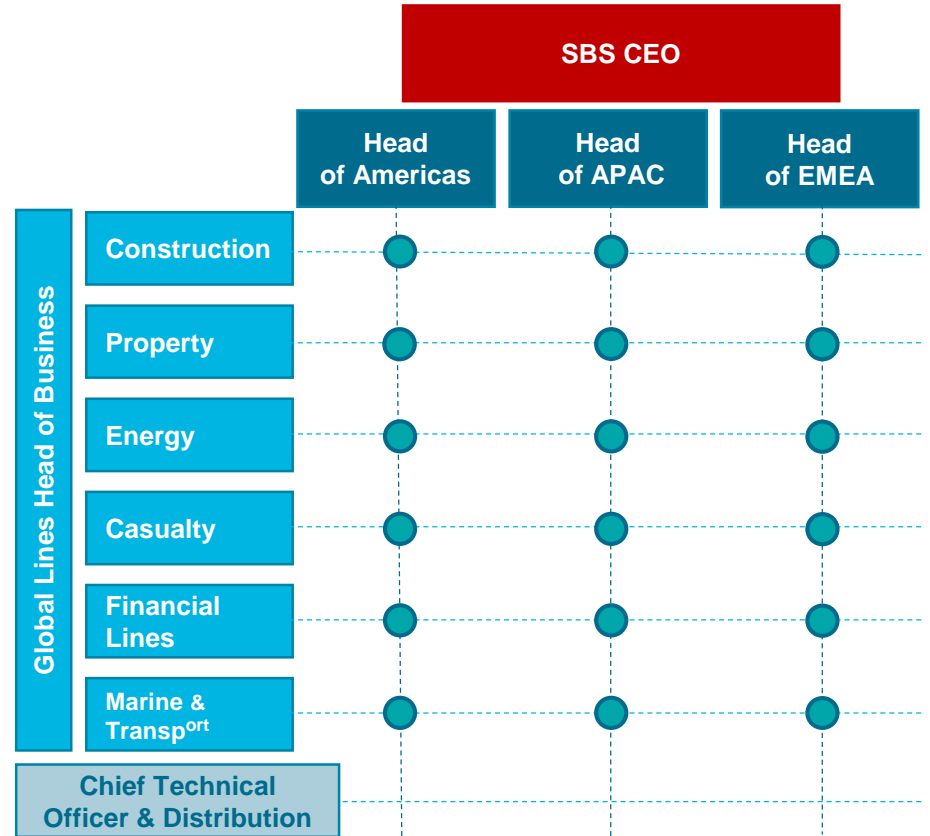 SBS CEO
Head
of Americas
Head
of APAC
Head
of EMEA
Global Lines Head of Business
Construction
Property
Energy
Casualty
Financial
Lines
Marine &
Transport
Chief Technical
Officer & Distribution